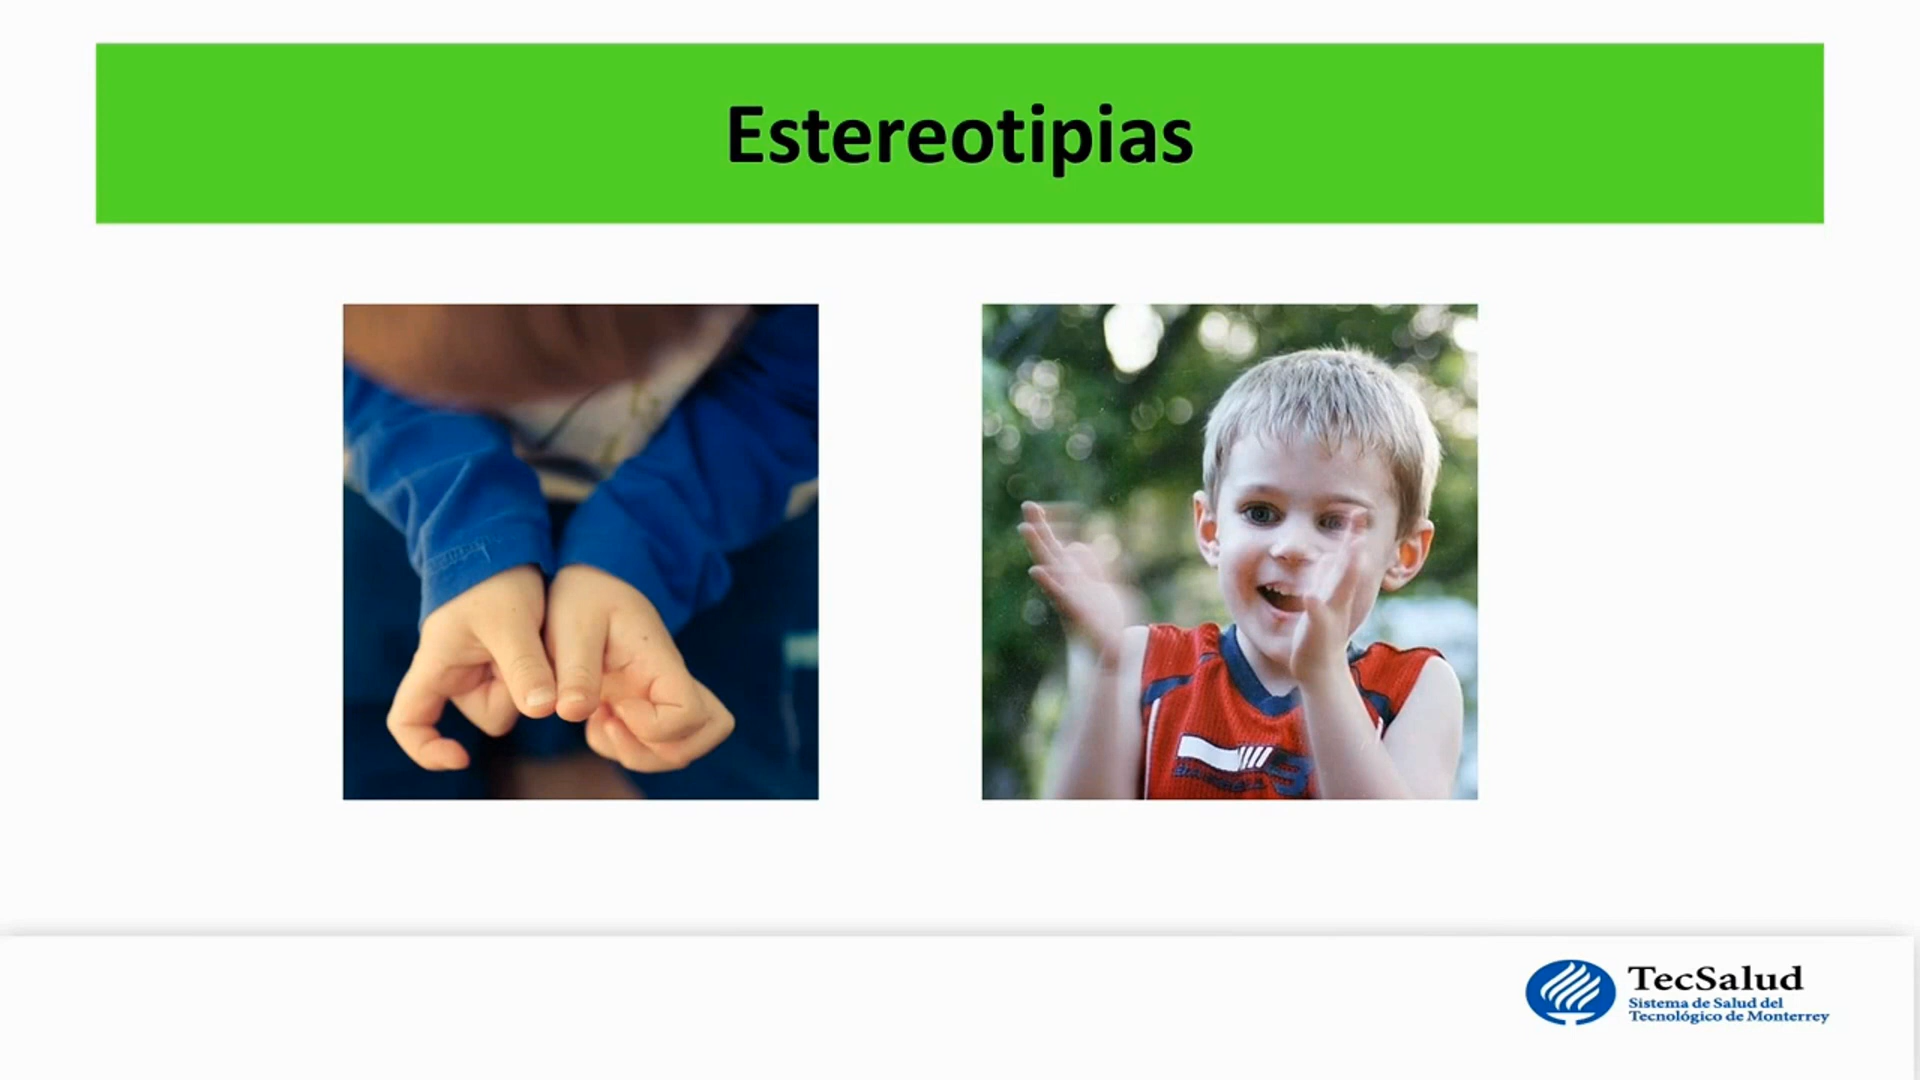 Estereotipias
TecSalud
Sistema de Salud del
Tecnológico de Monterrey